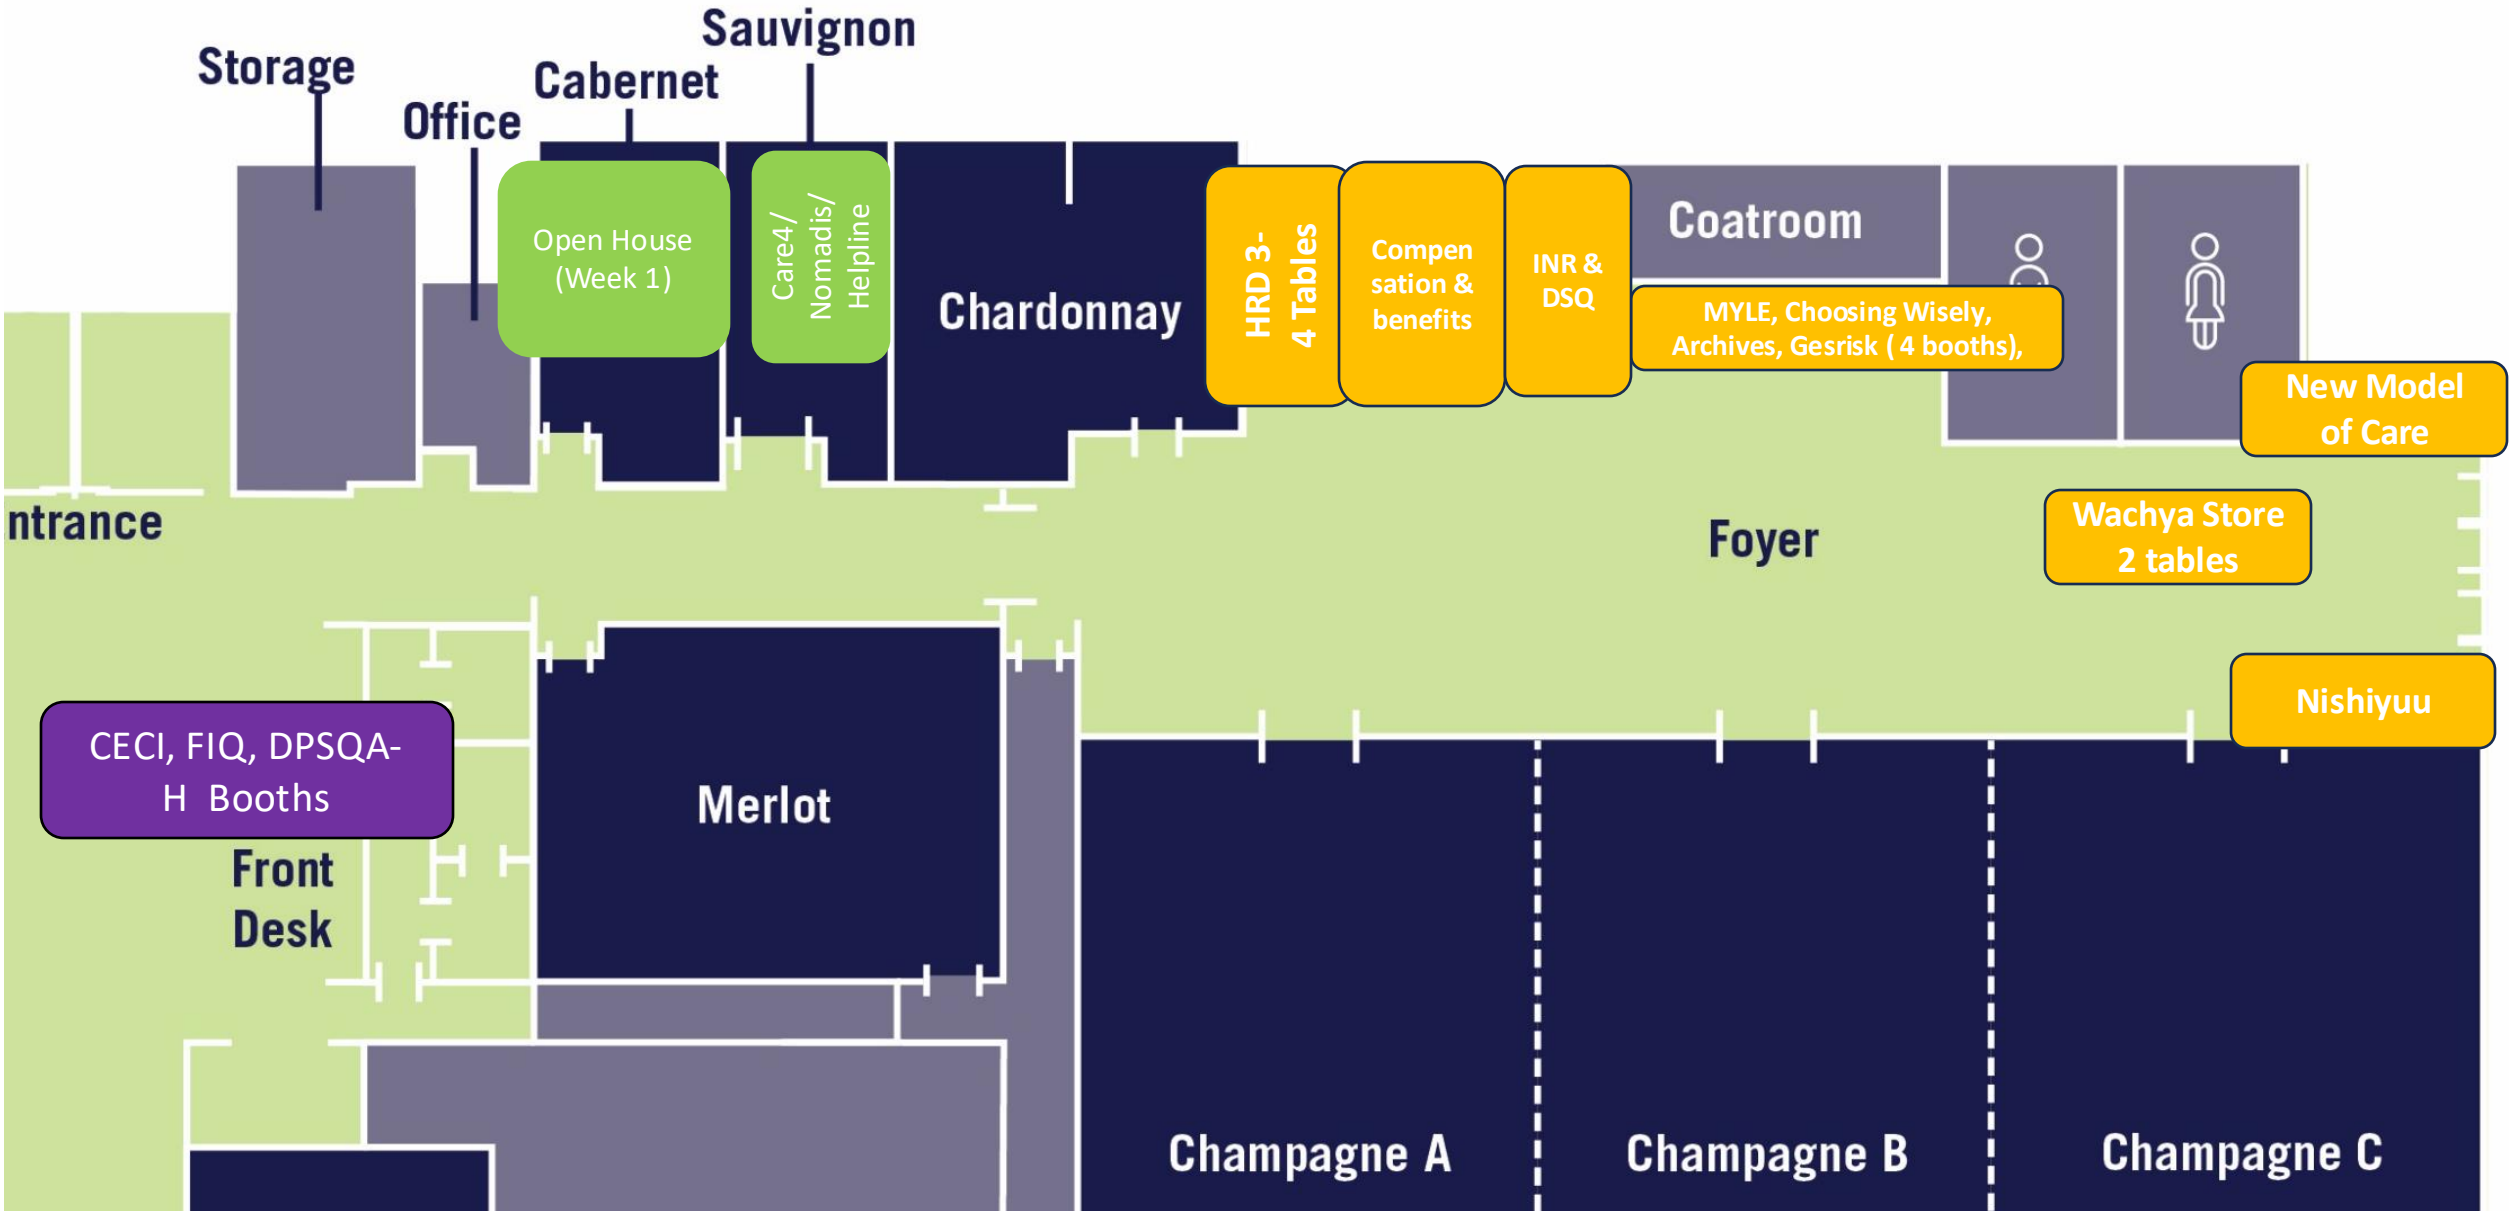 Sauvignon
Storage
Cabernet
Office
Open House
(Week 1)
Care4/
Nomadis/
Helpline
Chardonnay
HRD 3-
4 Tables
Compen
sation &
benefits
INR &
DSQ
Coatroom
MYLE, Choosing Wisely,
Archives, Gesrisk ( 4 booths),
New Model
of Care
ntrance
Foyer
Wachya Store
2 tables
Nishiyuu
CECI, FIQ, DPSQA-
H Booths
Merlot
Front
Desk
Champagne A
Champagne B
Champagne C